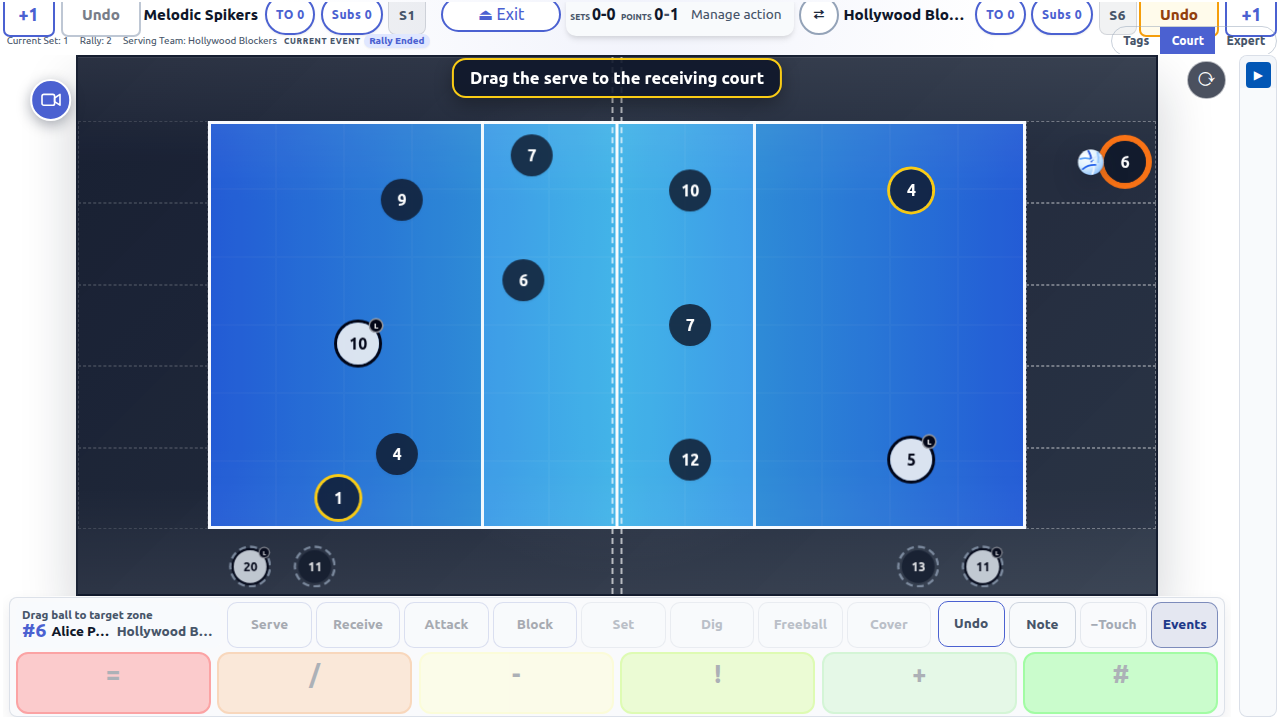 +1 Undo Melodic Spikers TO 0 Subs 0 S1 ⏏ Exit SETS 0-0 POINTS 0-1 Manage action ⇄ Hollywood Blo... TO 0 Subs 0 S6 Undo +1
Current Set: 1 Rally: 2 Serving Team: Hollywood Blockers CURRENT EVENT Rally Ended Tags Court Expert
Drag the serve to the receiving court
7
9
10
4
6
6
10 L
7
4
12
5 L
1
20 L
11
13
11 L
Drag ball to target zone
#6 Alice P... Hollywood B...
Serve Receive Attack Block Set Dig Freeball Cover Undo Note −Touch Events
= / - ! + #